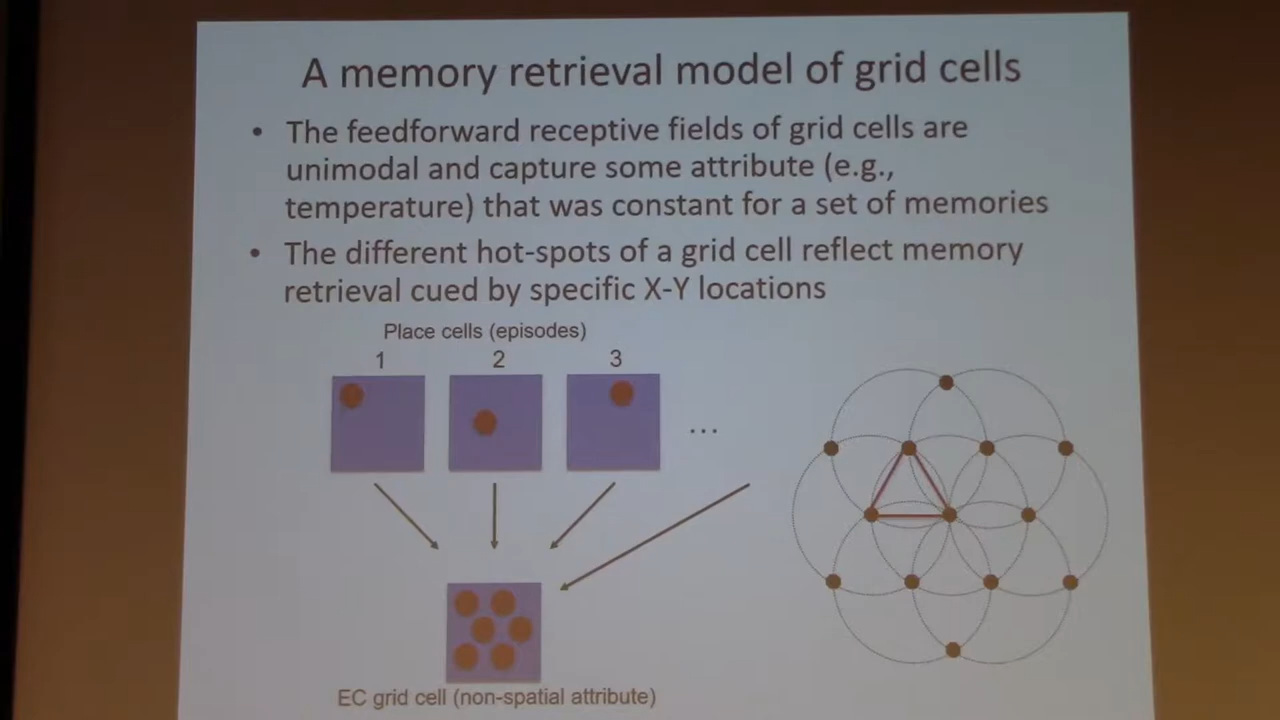 A memory retrieval model of grid cells
• The feedforward receptive fields of grid cells are
unimodal and capture some attribute (e.g.,
temperature) that was constant for a set of memories
• The different hot-spots of a grid cell reflect memory
retrieval cued by specific X-Y locations
Place cells (episodes)
1 2 3
...
EC grid cell (non-spatial attribute)